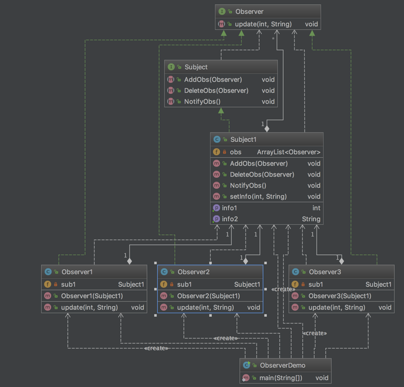 Observer
update(int, String) void
Subject
AddObs(Observer) void
DeleteObs(Observer) void
NotifyObs() void
*
1
Subject1
obs ArrayList<Observer>
AddObs(Observer) void
DeleteObs(Observer) void
NotifyObs() void
setInfo(int, String) void
info1 int
info2 String
1
1
1
1
1
1
Observer1
sub1 Subject1
Observer1(Subject1)
update(int, String) void
Observer2
sub1 Subject1
Observer2(Subject1)
update(int, String) void
Observer3
sub1 Subject1
Observer3(Subject1)
update(int, String) void
«create»
«create»
«create»
«create»
ObserverDemo
main(String[]) void